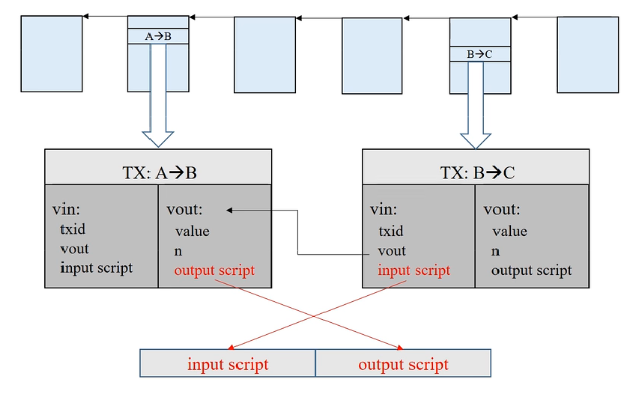 A→B
B→C
TX: A→B
vin:
txid
vout
input script
vout:
value
n
output script
TX: B→C
vin:
txid
vout
input script
vout:
value
n
output script
input script
output script